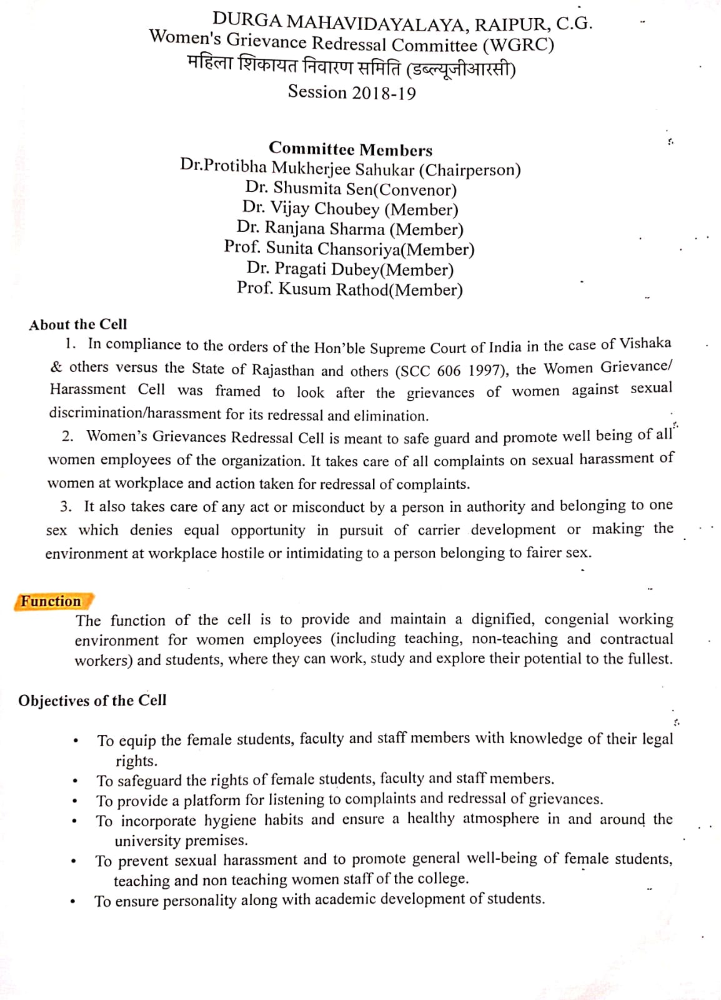 DURGA MAHAVIDAYALAYA, RAIPUR, C.G.
Women's Grievance Redressal Committee (WGRC)
महिला शिकायत निवारण समिति (डब्ल्यूजीआरसी)
Session 2018-19
Committee Members
Dr.Protibha Mukherjee Sahukar (Chairperson)
Dr. Shusmita Sen(Convenor)
Dr. Vijay Choubey (Member)
Dr. Ranjana Sharma (Member)
Prof. Sunita Chansoriya(Member)
Dr. Pragati Dubey(Member)
Prof. Kusum Rathod(Member)
About the Cell
1. In compliance to the orders of the Hon’ble Supreme Court of India in the case of Vishaka
& others versus the State of Rajasthan and others (SCC 606 1997), the Women Grievance/
Harassment Cell was framed to look after the grievances of women against sexual
discrimination/harassment for its redressal and elimination.
2. Women’s Grievances Redressal Cell is meant to safe guard and promote well being of all
women employees of the organization. It takes care of all complaints on sexual harassment of
women at workplace and action taken for redressal of complaints.
3. It also takes care of any act or misconduct by a person in authority and belonging to one
sex which denies equal opportunity in pursuit of carrier development or making the
environment at workplace hostile or intimidating to a person belonging to fairer sex.
Function
The function of the cell is to provide and maintain a dignified, congenial working
environment for women employees (including teaching, non-teaching and contractual
workers) and students, where they can work, study and explore their potential to the fullest.
Objectives of the Cell
• To equip the female students, faculty and staff members with knowledge of their legal
rights.
• To safeguard the rights of female students, faculty and staff members.
• To provide a platform for listening to complaints and redressal of grievances.
• To incorporate hygiene habits and ensure a healthy atmosphere in and around the
university premises.
• To prevent sexual harassment and to promote general well-being of female students,
teaching and non teaching women staff of the college.
• To ensure personality along with academic development of students.